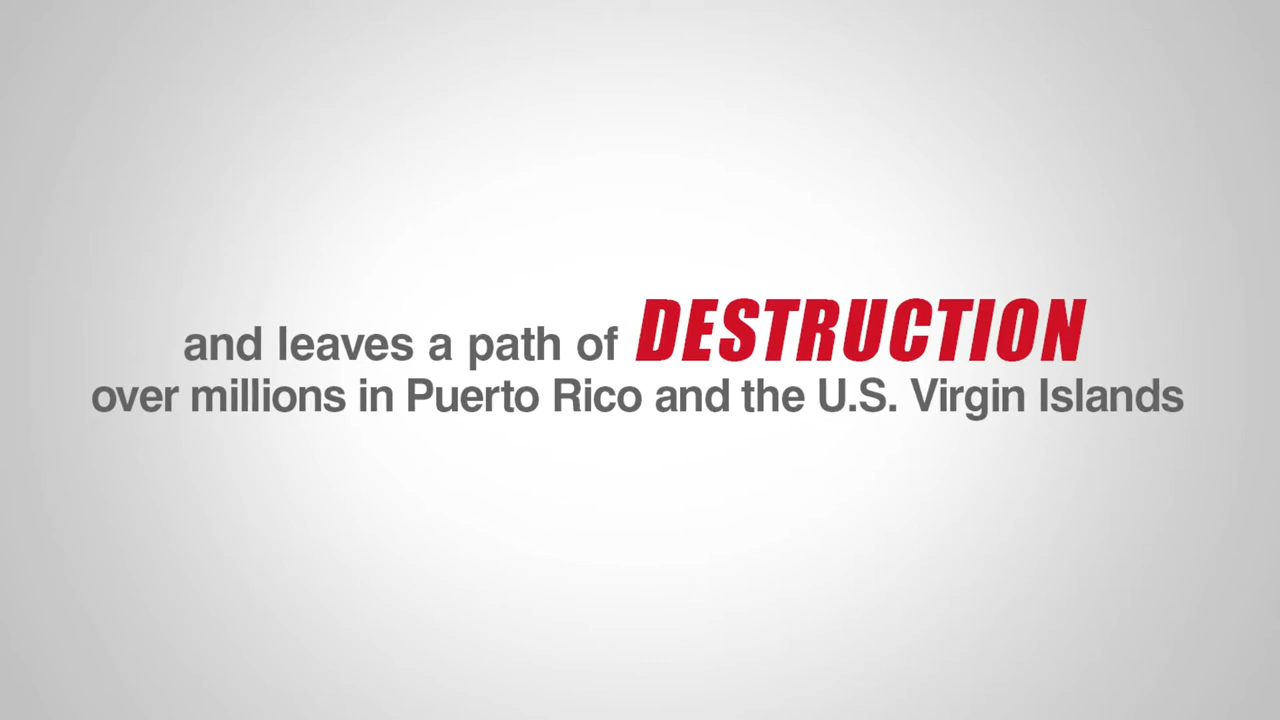 and leaves a path of DESTRUCTION
over millions in Puerto Rico and the U.S. Virgin Islands